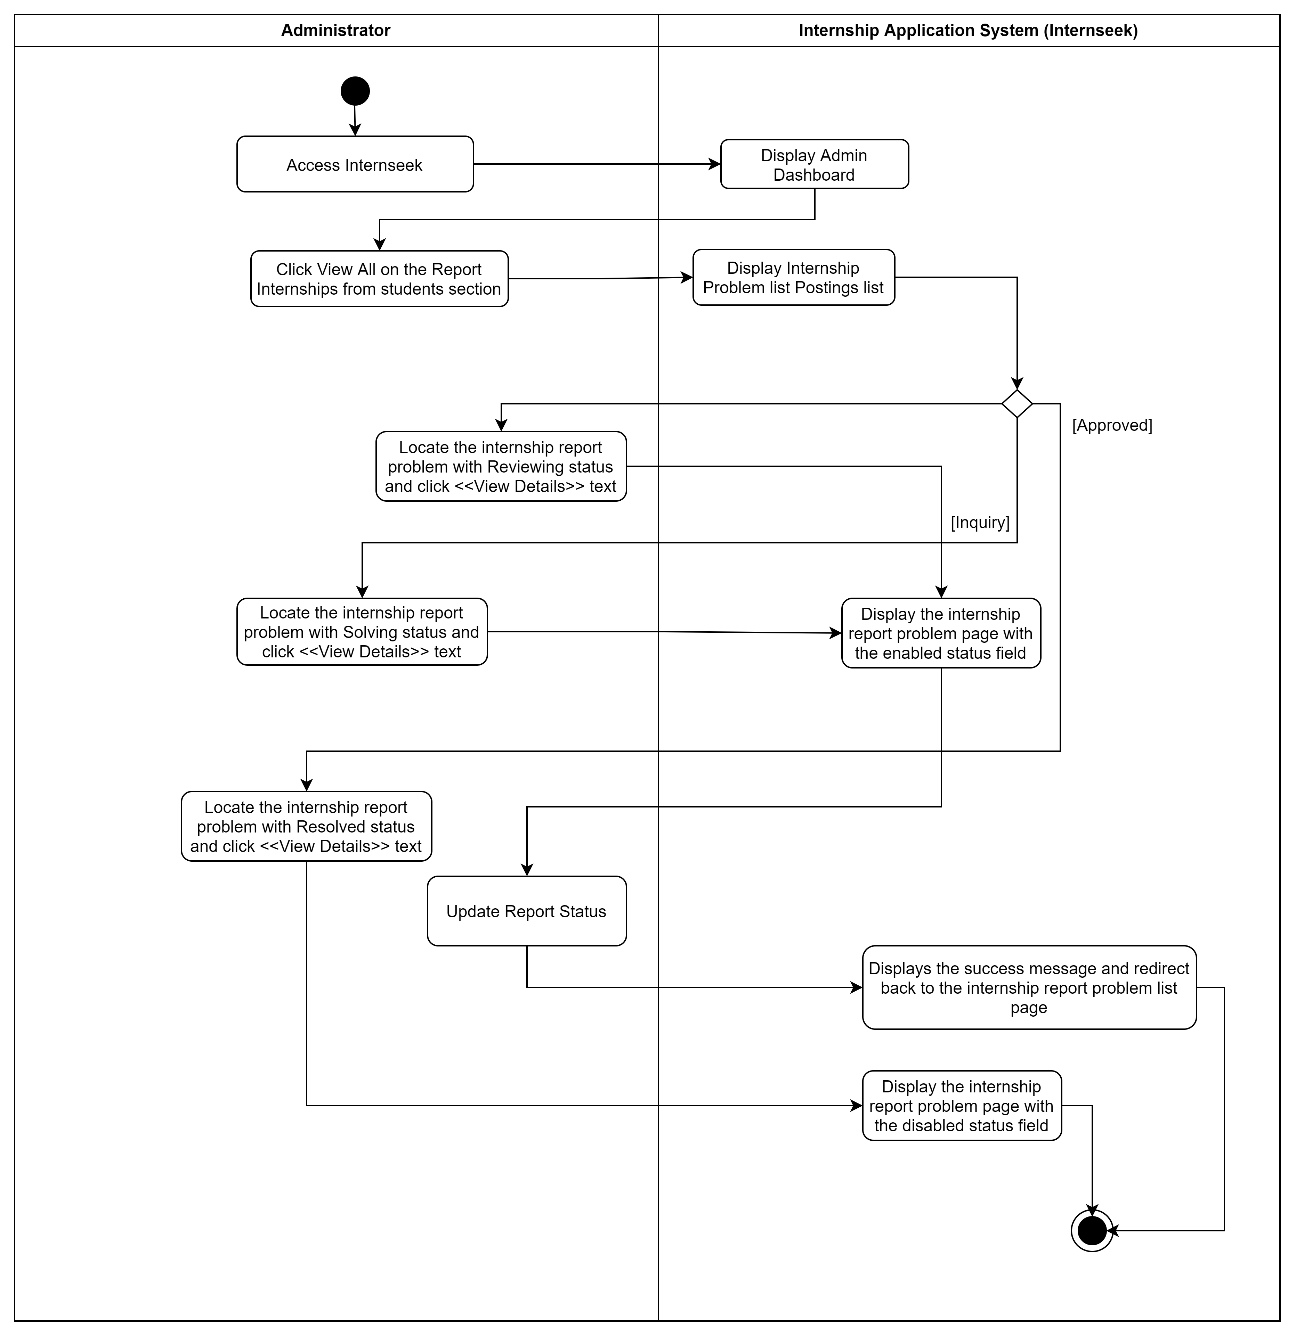 Administrator
Internship Application System (Internseek)
Access Internseek
Display Admin
Dashboard
Click View All on the Report
Internships from students section
Display Internship
Problem list Postings list
[Approved]
Locate the internship report
problem with Reviewing status
and click <<View Details>> text
[Inquiry]
Locate the internship report
problem with Solving status and
click <<View Details>> text
Display the internship
report problem page with
the enabled status field
Locate the internship report
problem with Resolved status
and click <<View Details>> text
Update Report Status
Displays the success message and redirect
back to the internship report problem list
page
Display the internship
report problem page with
the disabled status field